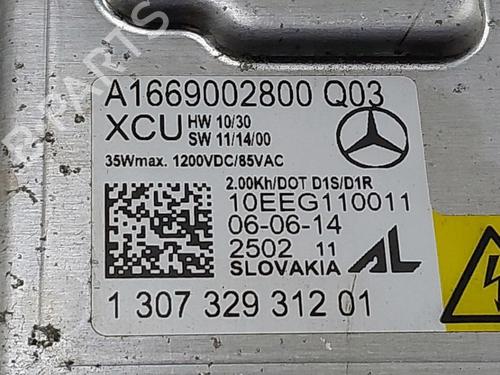 A1669002800 Q03
XCU HW 10/30
SW 11/14/00
35Wmax. 1200VDC/85VAC
2.00Kh/DOT D1S/D1R
10EEG110011
06-06-14
2502 11
SLOVAKIA AL
1 307 329 312 01